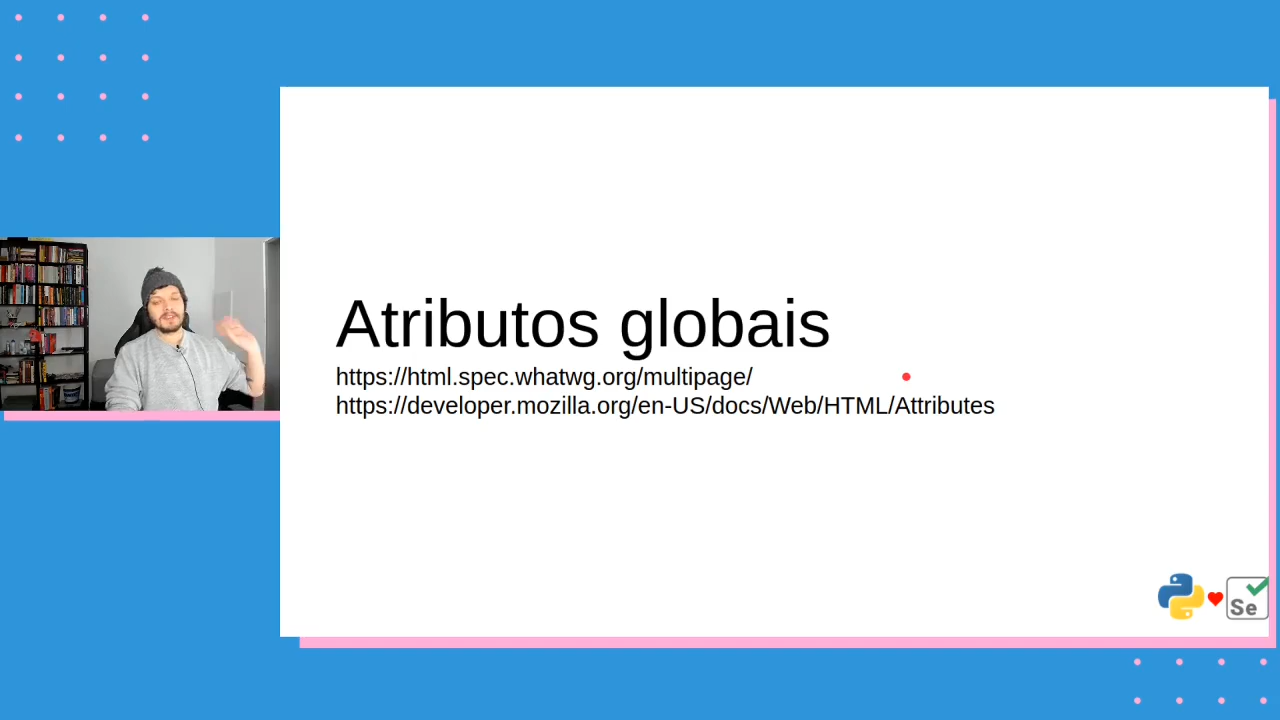 Atributos globais
https://html.spec.whatwg.org/multipage/
https://developer.mozilla.org/en-US/docs/Web/HTML/Attributes
Se